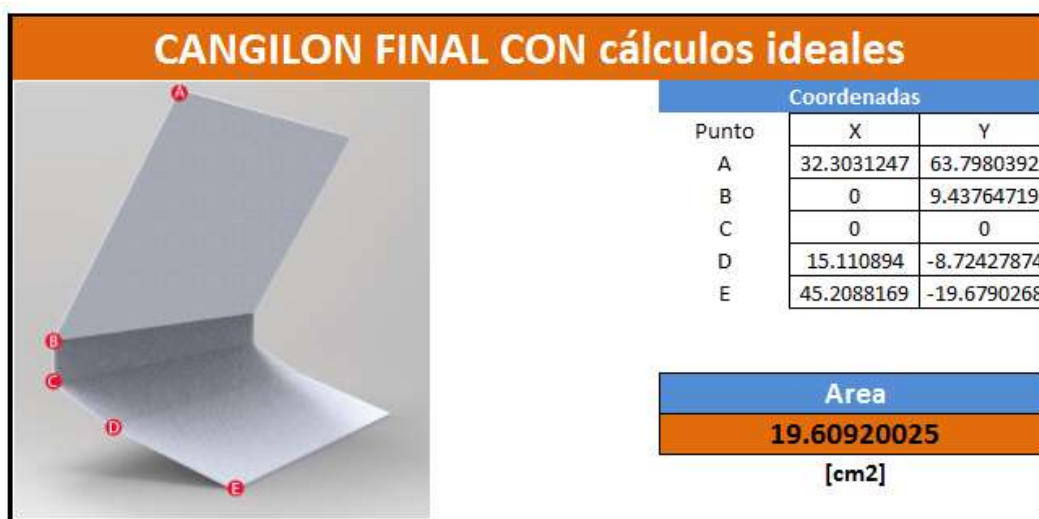 CANGILON FINAL CON cálculos ideales
Coordenadas
Punto X Y
A 32.3031247 63.7980392
B 0 9.43764719
C 0 0
D 15.110894 -8.72427874
E 45.2088169 -19.6790268
A
B
C
D
E
Area
19.60920025
[cm2]